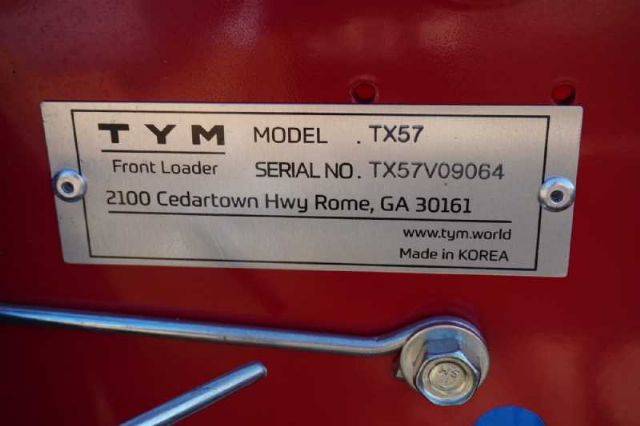 TYM MODEL . TX57
Front Loader SERIAL NO. TX57V09064
2100 Cedartown Hwy Rome, GA 30161
www.tym.world
Made in KOREA